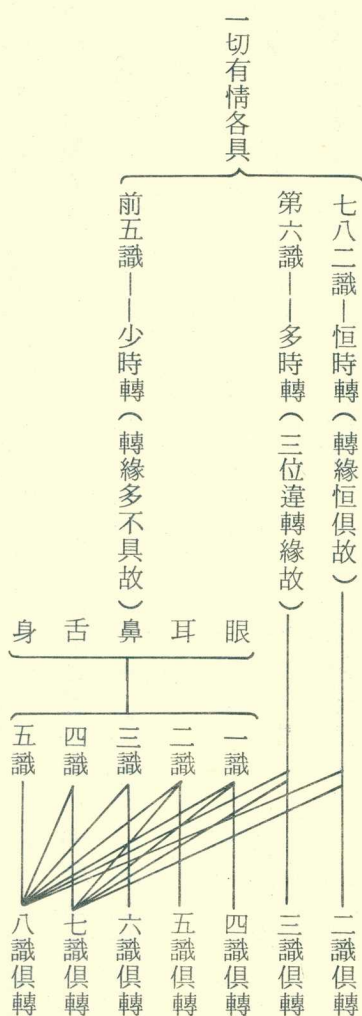 一切有情各具
七八二識—恒時轉(轉緣恒俱故)
第六識——多時轉(三位違轉緣故)
前五識——少時轉(轉緣多不具故)
眼
耳
鼻
舌
身
一識
二識
三識
四識
五識
二識俱轉
三識俱轉
四識俱轉
五識俱轉
六識俱轉
七識俱轉
八識俱轉